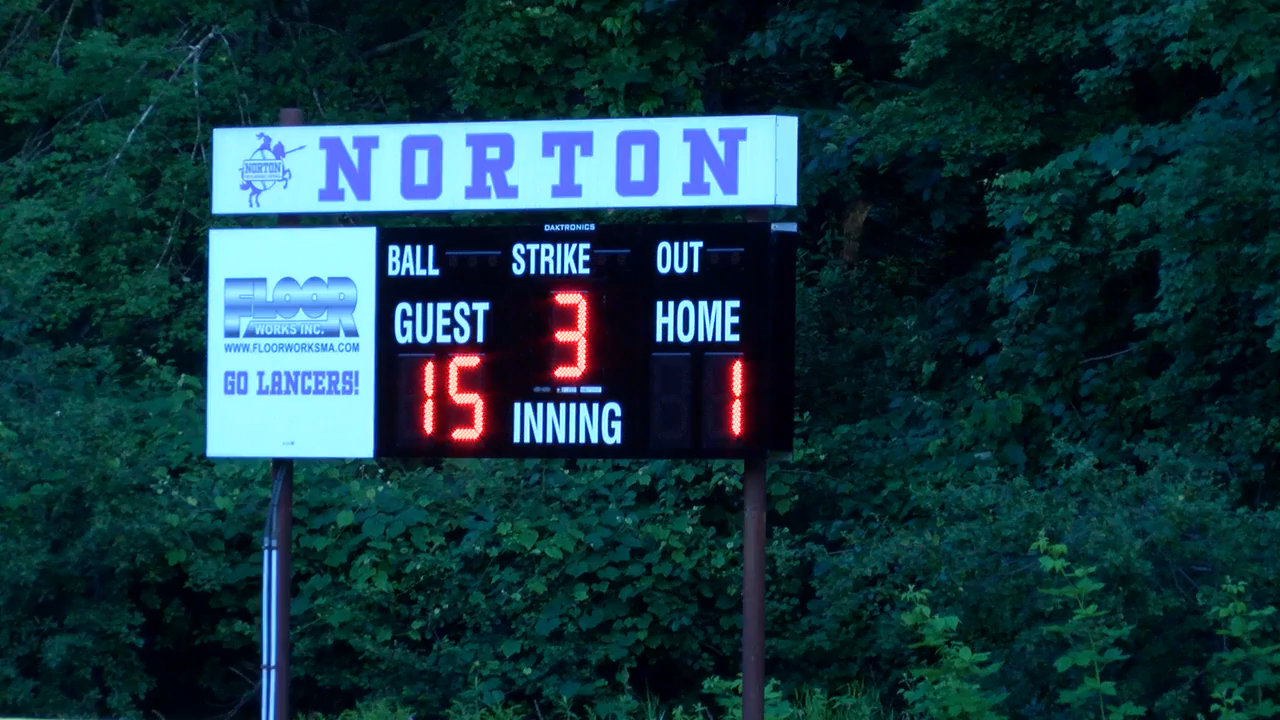 NORTON
NORTON
DAKTRONICS
BALL STRIKE OUT
GUEST 3 HOME
15 1
INNING
FLOOR
WORKS INC.
WWW.FLOORWORKSMA.COM
GO LANCERS!